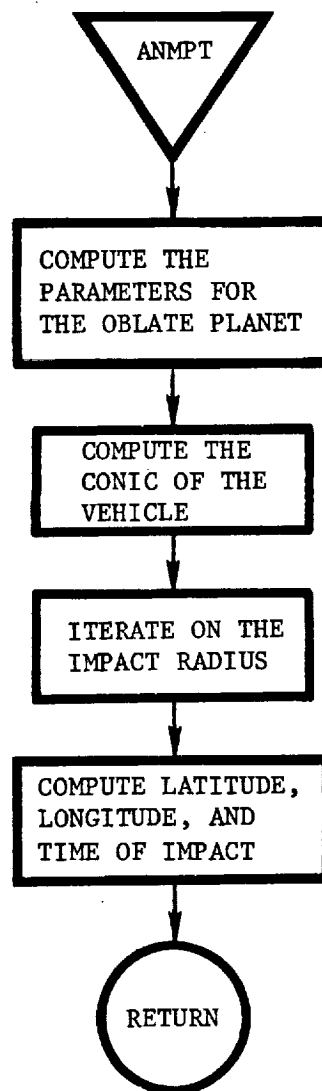 ANMPT
COMPUTE THE
PARAMETERS FOR
THE OBLATE PLANET
COMPUTE THE
CONIC OF THE
VEHICLE
ITERATE ON THE
IMPACT RADIUS
COMPUTE LATITUDE,
LONGITUDE, AND
TIME OF IMPACT
RETURN